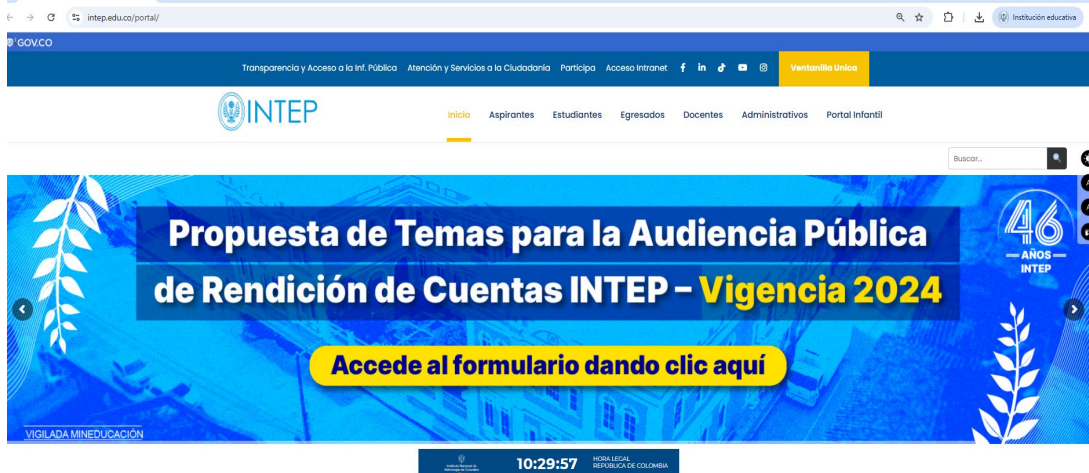 intep.edu.co/portal/
Institución educativa
GOV.CO
Transparencia y Acceso a la Inf. Pública Atención y Servicios a la Ciudadanía Participa Acceso Intranet Ventanilla Unica
INTEP
Inicio Aspirantes Estudiantes Egresados Docentes Administrativos Portal Infantil
Buscar...
Propuesta de Temas para la Audiencia Pública
de Rendición de Cuentas INTEP – Vigencia 2024
Accede al formulario dando clic aquí
46
AÑOS
INTEP
VIGILADA MINEDUCACIÓN
10:29:57
HORA LEGAL
REPÚBLICA DE COLOMBIA